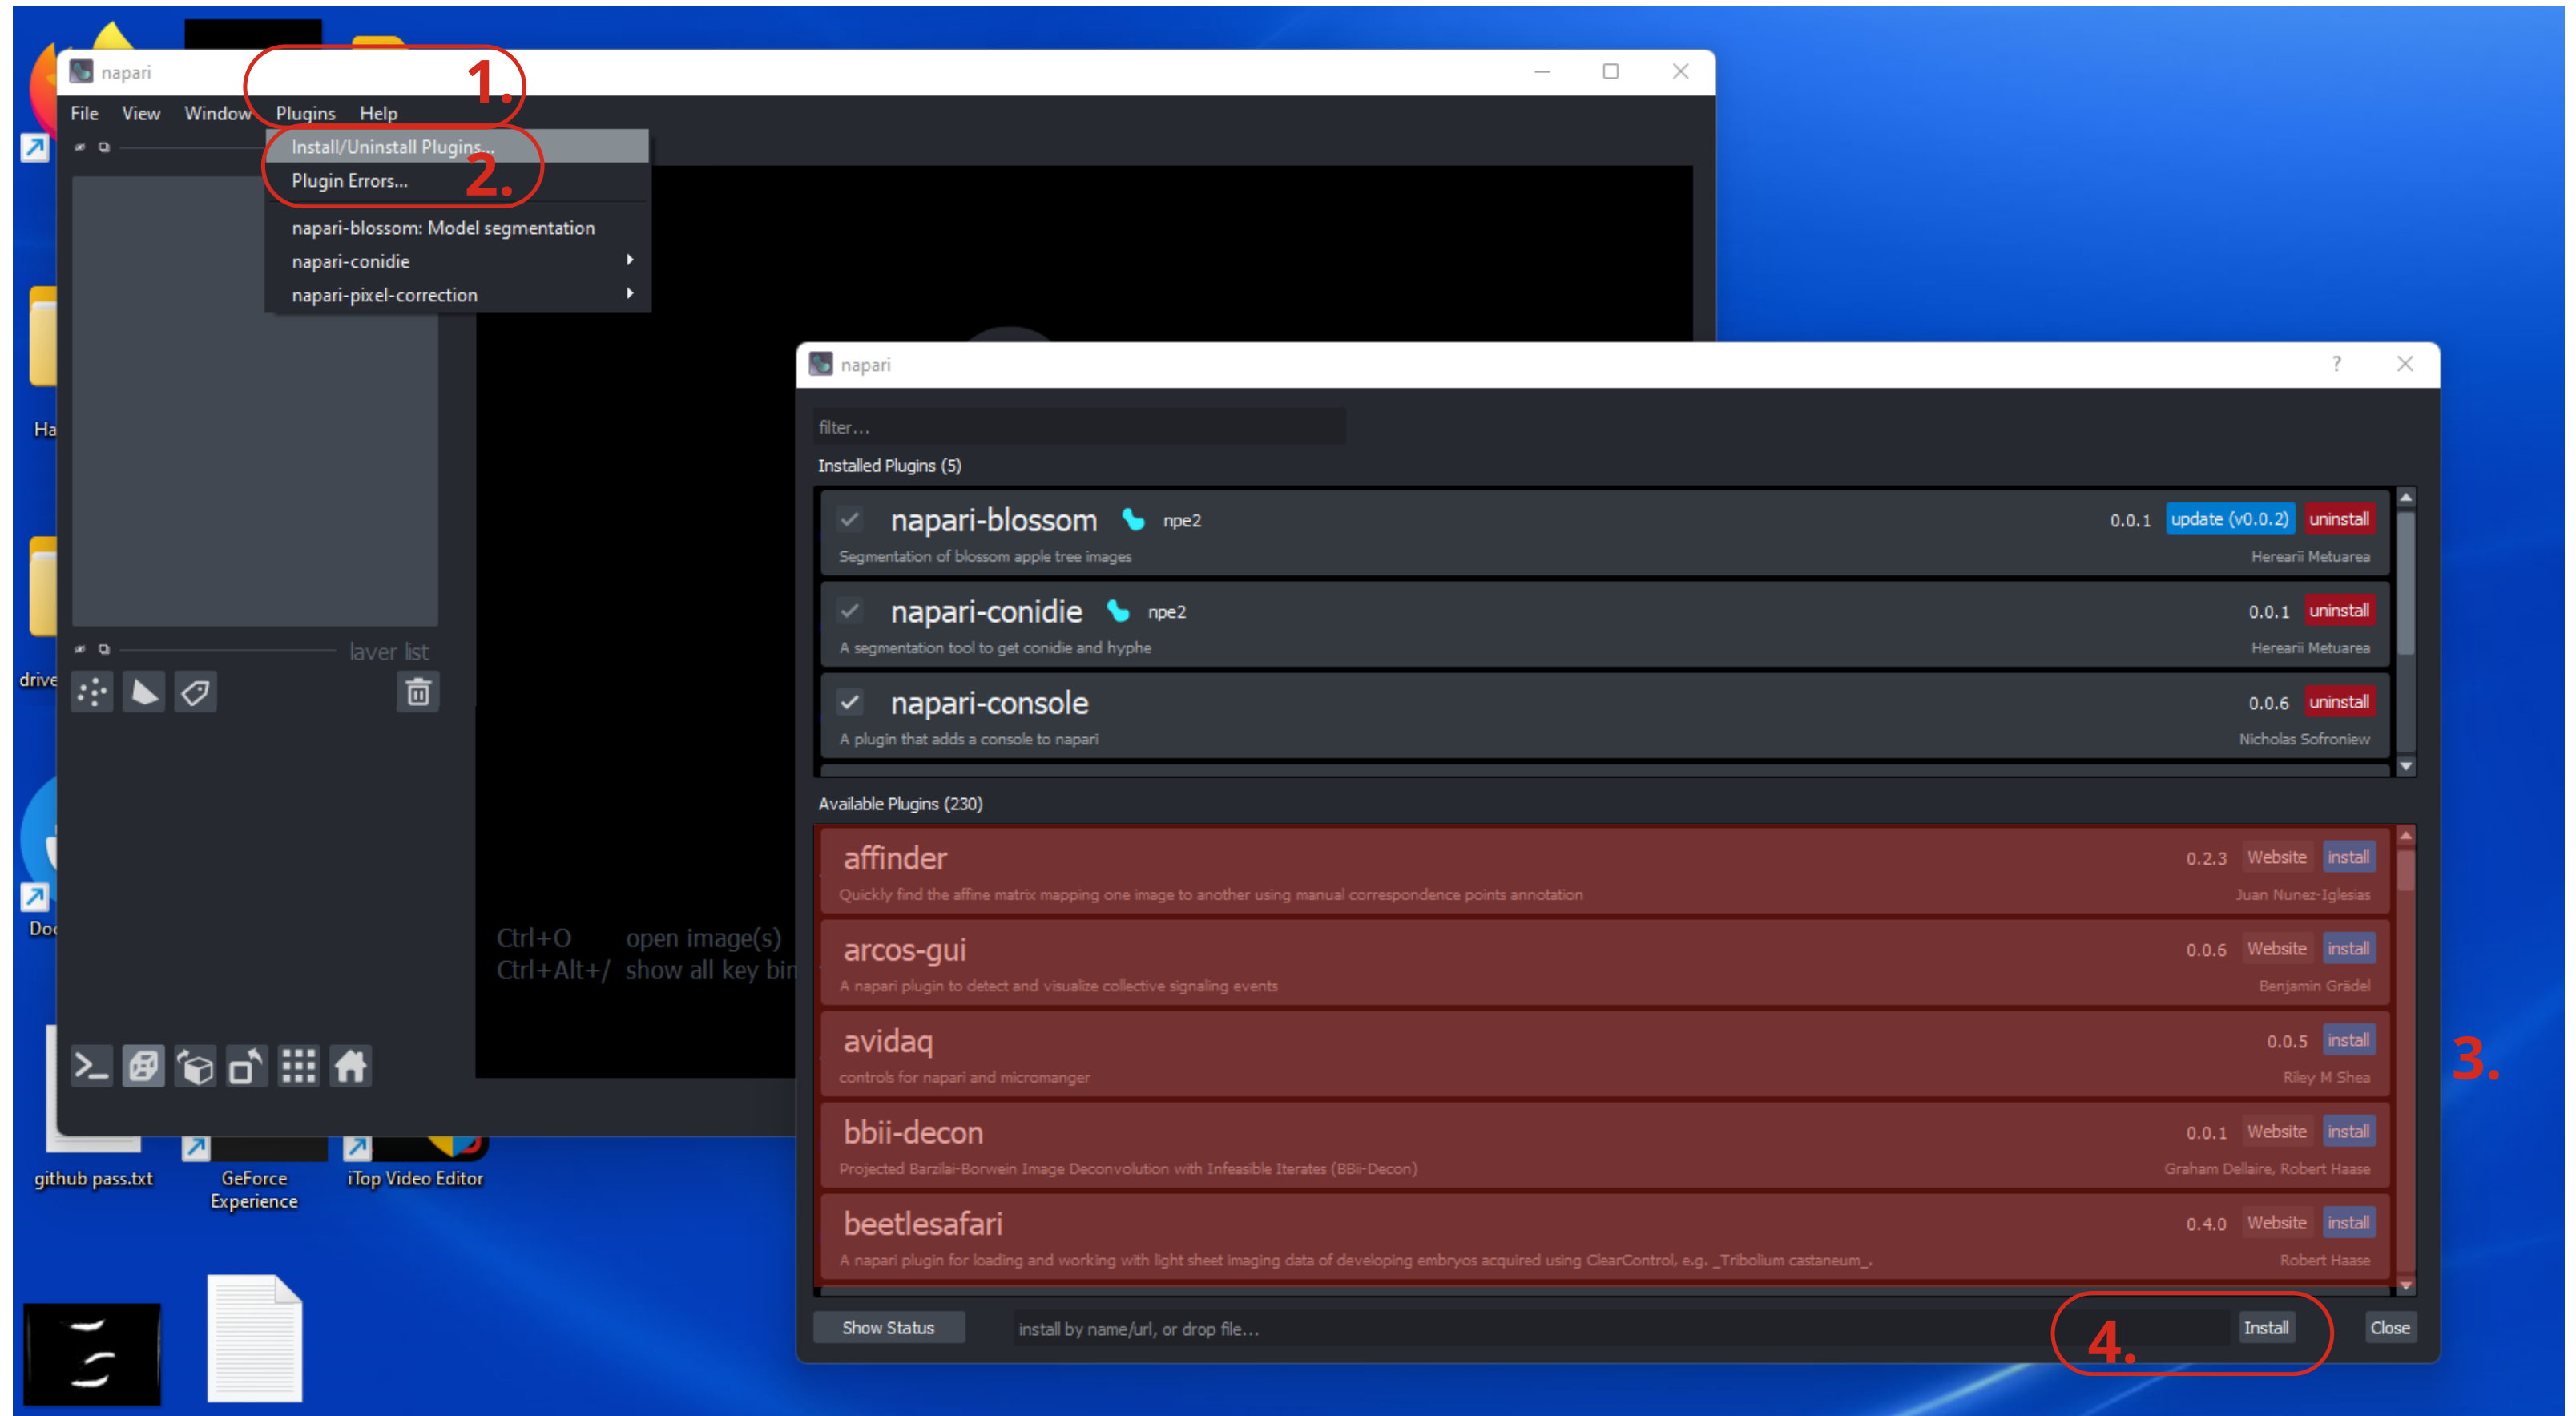 napari
1.
File View Window Plugins Help
Install/Uninstall Plugins...
2.
Plugin Errors...
napari-blossom: Model segmentation
napari-conidie
napari-pixel-correction
layer list
Ctrl+O open image(s)
Ctrl+Alt+/ show all key bin
napari
?
filter...
Installed Plugins (5)
napari-blossom npe2 0.0.1 update (v0.0.2) uninstall
Segmentation of blossom apple tree images Herearii Metuarea
napari-conidie npe2 0.0.1 uninstall
A segmentation tool to get conidie and hyphe Herearii Metuarea
napari-console 0.0.6 uninstall
A plugin that adds a console to napari Nicholas Sofroniew
Available Plugins (230)
affinder 0.2.3 Website install
Quickly find the affine matrix mapping one image to another using manual correspondence points annotation Juan Nunez-Iglesias
arcos-gui 0.0.6 Website install
A napari plugin to detect and visualize collective signaling events Benjamin Grädel
avidaq 0.0.5 install
controls for napari and micromanger Riley M Shea
3.
bbii-decon 0.0.1 Website install
Projected Barzilai-Borwein Image Deconvolution with Infeasible Iterates (BBii-Decon) Graham Dellaire, Robert Haase
beetlesafari 0.4.0 Website install
A napari plugin for loading and working with light sheet imaging data of developing embryos acquired using ClearControl, e.g. _Tribolium castaneum_. Robert Haase
Show Status install by name/url, or drop file... 4. Install Close
Ha
drive
Doc
github pass.txt
GeForce
Experience
iTop Video Editor